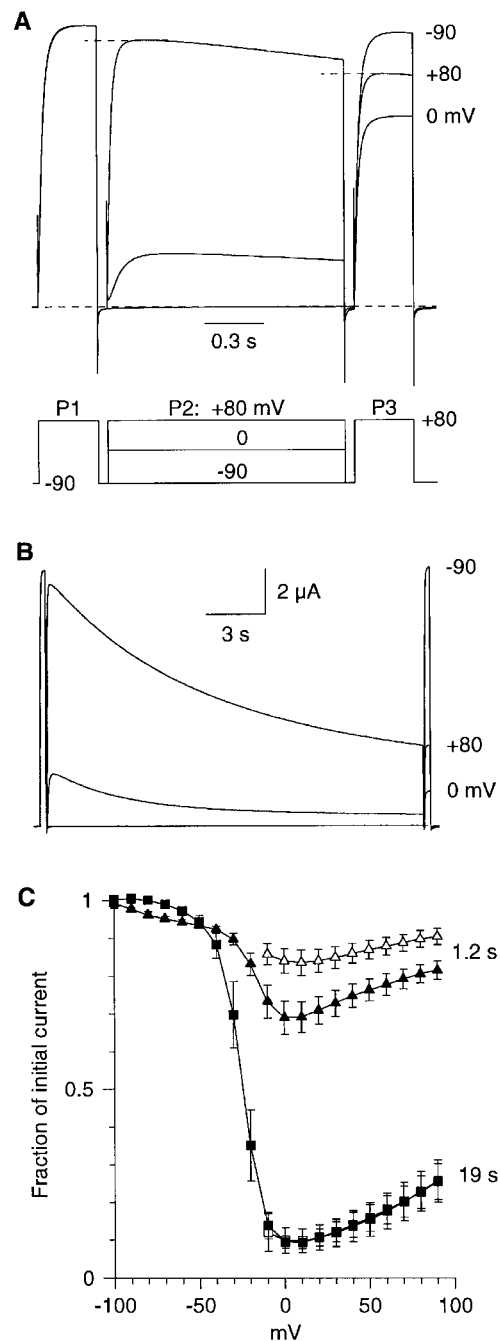 A
-90
+80
0 mV
0.3 s
P1
P2: +80 mV
P3
+80
0
-90
-90
B
-90
2 µA
3 s
+80
0 mV
C
1
1.2 s
0.5
Fraction of initial current
19 s
0
-100
-50
0
50
100
mV